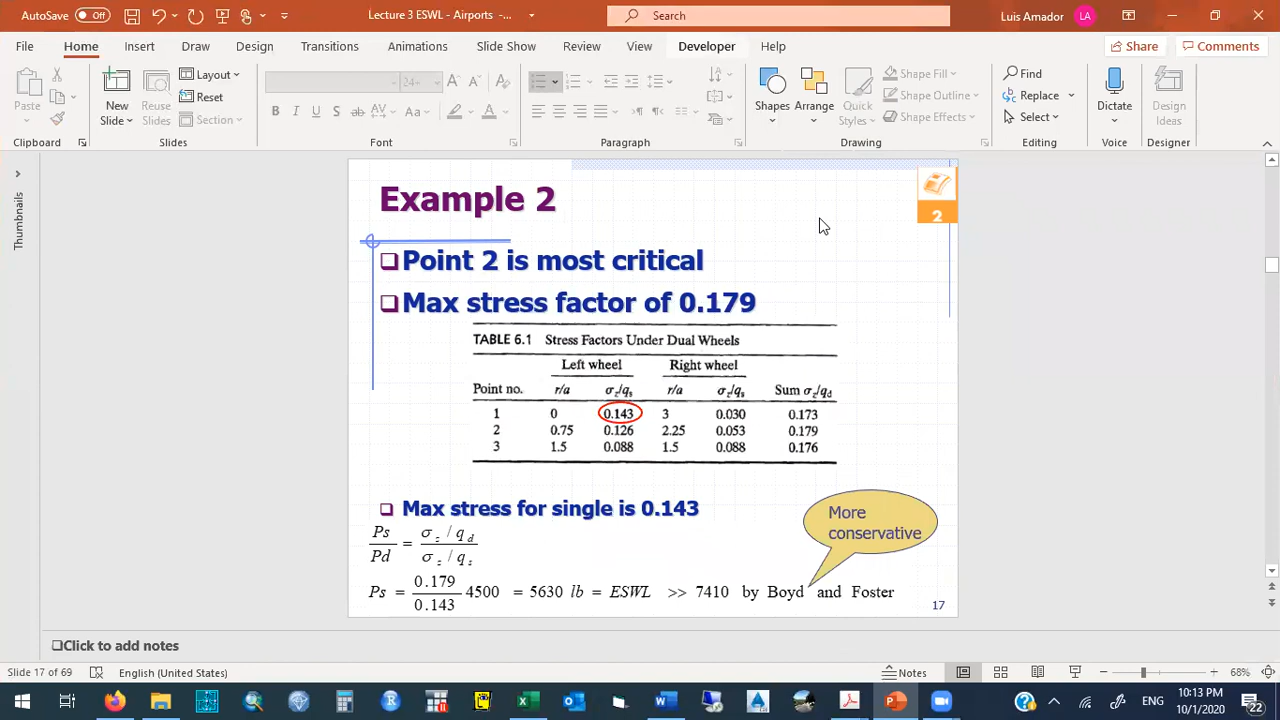 AutoSave Off Lecture 3 ESWL - Airports -... Search Luis Amador LA
File Home Insert Draw Design Transitions Animations Slide Show Review View Developer Help Share Comments
Paste New Slide Reuse Slides Layout Reset Section 24 Shapes Arrange Quick Styles Shape Fill Shape Outline Shape Effects Find Replace Select Dictate Design Ideas
Clipboard Slides Font Paragraph Drawing Editing Voice Designer
Thumbnails
Example 2
2
Point 2 is most critical
Max stress factor of 0.179
TABLE 6.1 Stress Factors Under Dual Wheels
Left wheel Right wheel
Point no. r/a σz/qs r/a σz/qs Sum σz/qd
1 0 0.143 3 0.030 0.173
2 0.75 0.126 2.25 0.053 0.179
3 1.5 0.088 1.5 0.088 0.176
Max stress for single is 0.143
More
conservative
Ps/Pd = σz/qd / σz/qs
Ps = 0.179/0.143 4500 = 5630 lb = ESWL >> 7410 by Boyd and Foster
17
Click to add notes
Slide 17 of 69 English (United States) Notes 68%
ENG 10:13 PM 10/1/2020 22